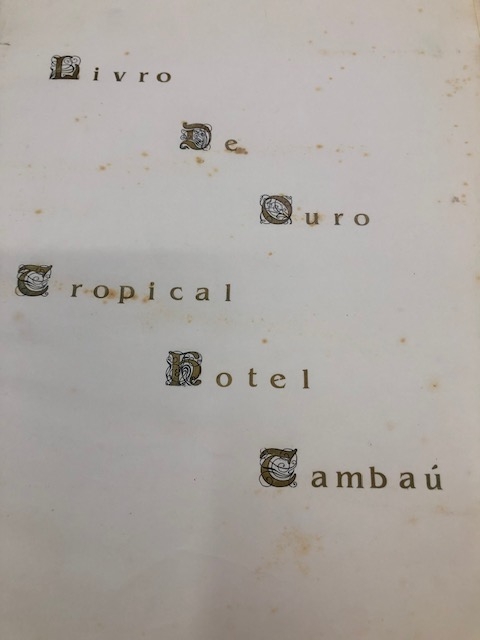 Livro
De
Ouro
Tropical
Hotel
Tambaú